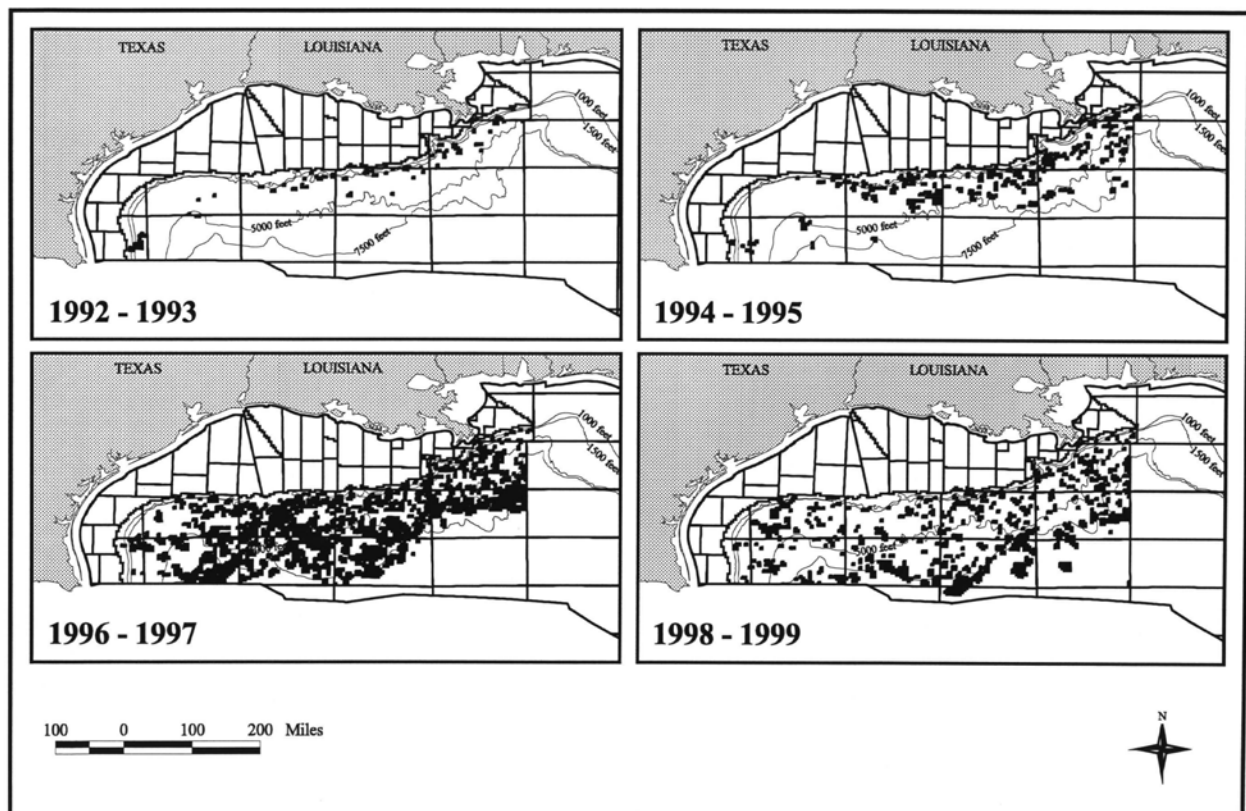 TEXAS LOUISIANA
1000 feet
1500 feet
5000 feet
7500 feet
1992 - 1993
TEXAS LOUISIANA
1000 feet
1500 feet
5000 feet
7500 feet
1994 - 1995
TEXAS LOUISIANA
1000 feet
1500 feet
1996 - 1997
TEXAS LOUISIANA
1000 feet
1500 feet
5000 feet
1998 - 1999
100 0 100 200 Miles
N